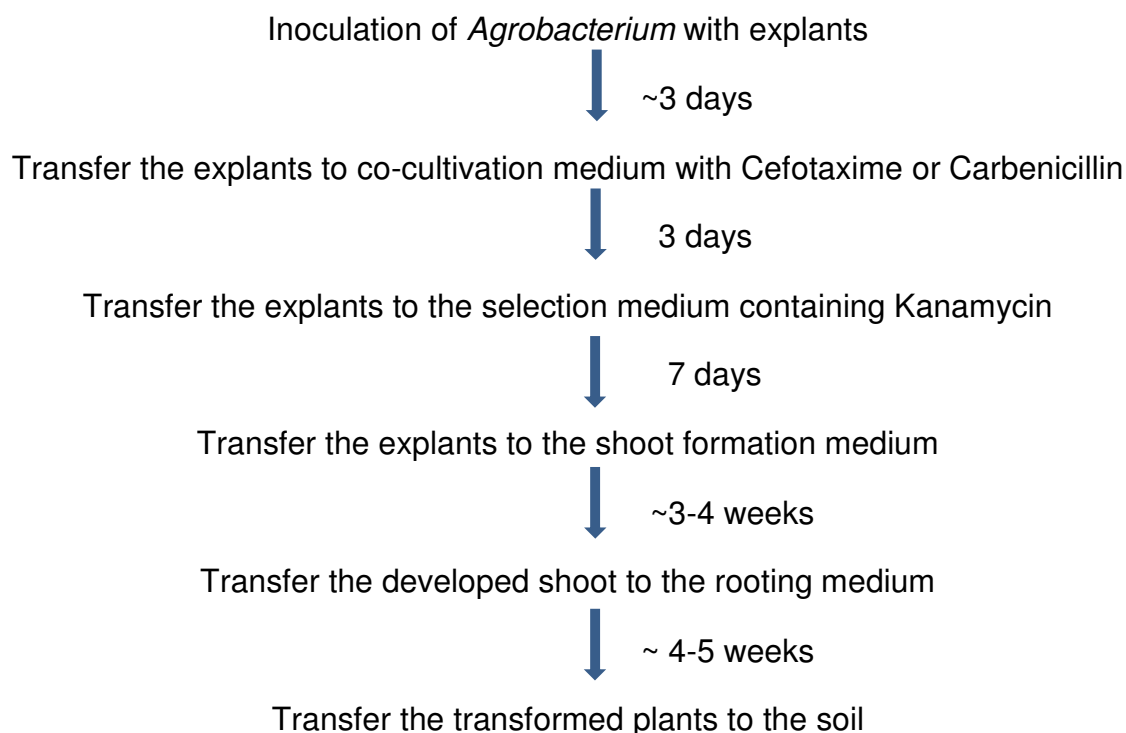 Inoculation of Agrobacterium with explants
~3 days
Transfer the explants to co-cultivation medium with Cefotaxime or Carbenicillin
3 days
Transfer the explants to the selection medium containing Kanamycin
7 days
Transfer the explants to the shoot formation medium
~3-4 weeks
Transfer the developed shoot to the rooting medium
~ 4-5 weeks
Transfer the transformed plants to the soil